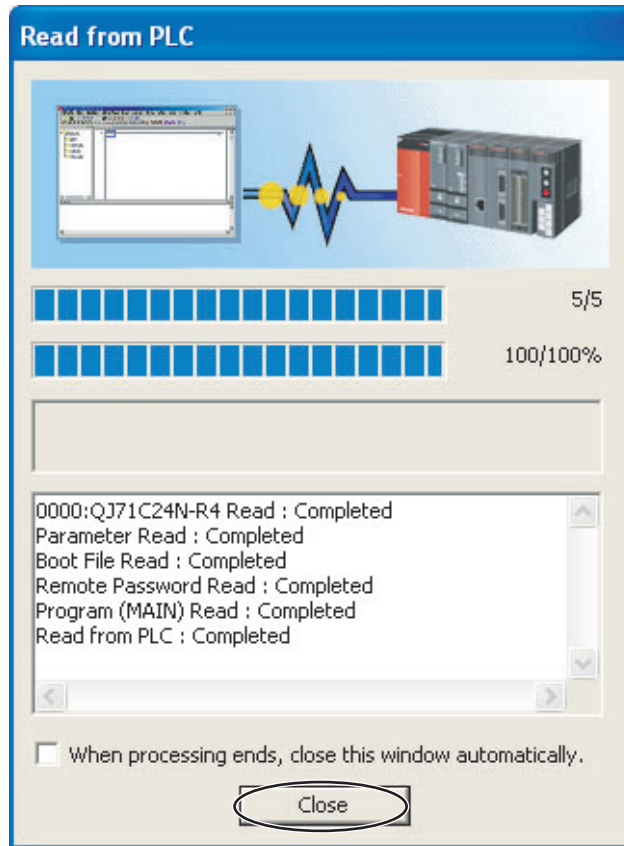 Read from PLC
5/5
100/100%
0000:QJ71C24N-R4 Read : Completed
Parameter Read : Completed
Boot File Read : Completed
Remote Password Read : Completed
Program (MAIN) Read : Completed
Read from PLC : Completed
When processing ends, close this window automatically.
Close